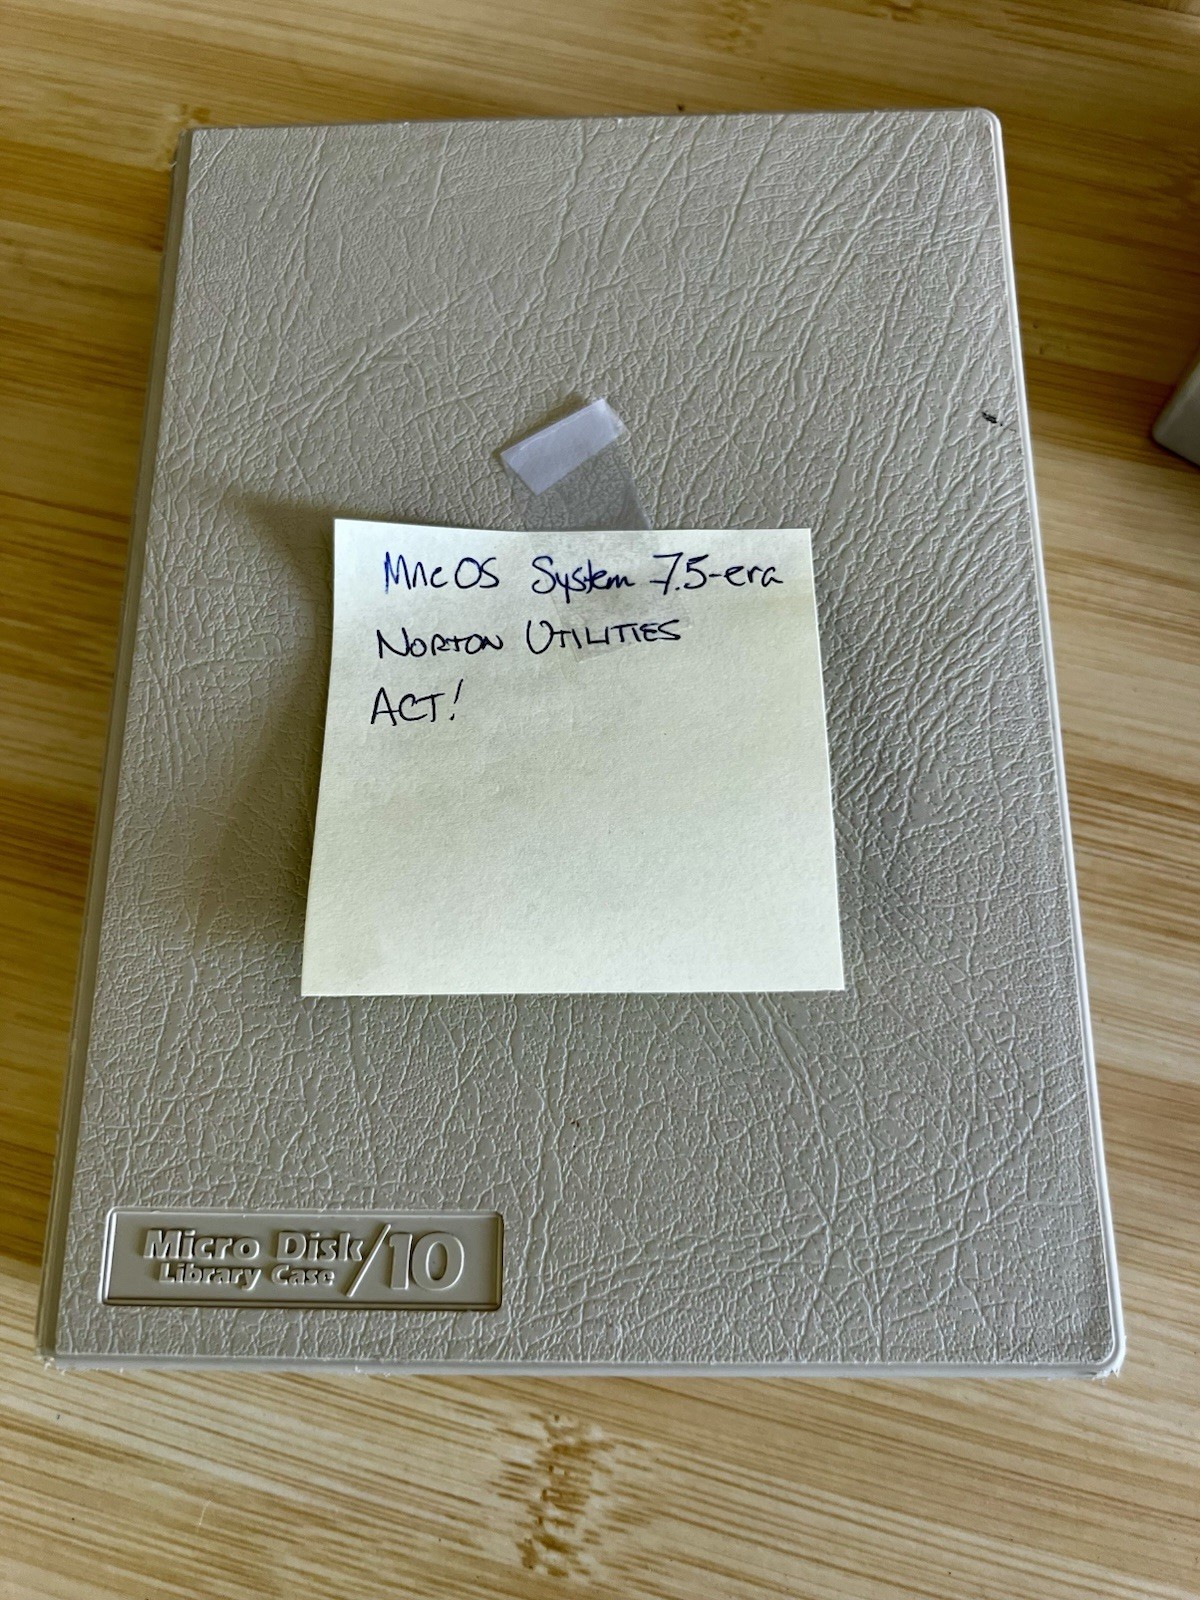 MacOS System 7.5-era
NORTON UTILITIES
ACT!
Micro Disk/10
Library Case